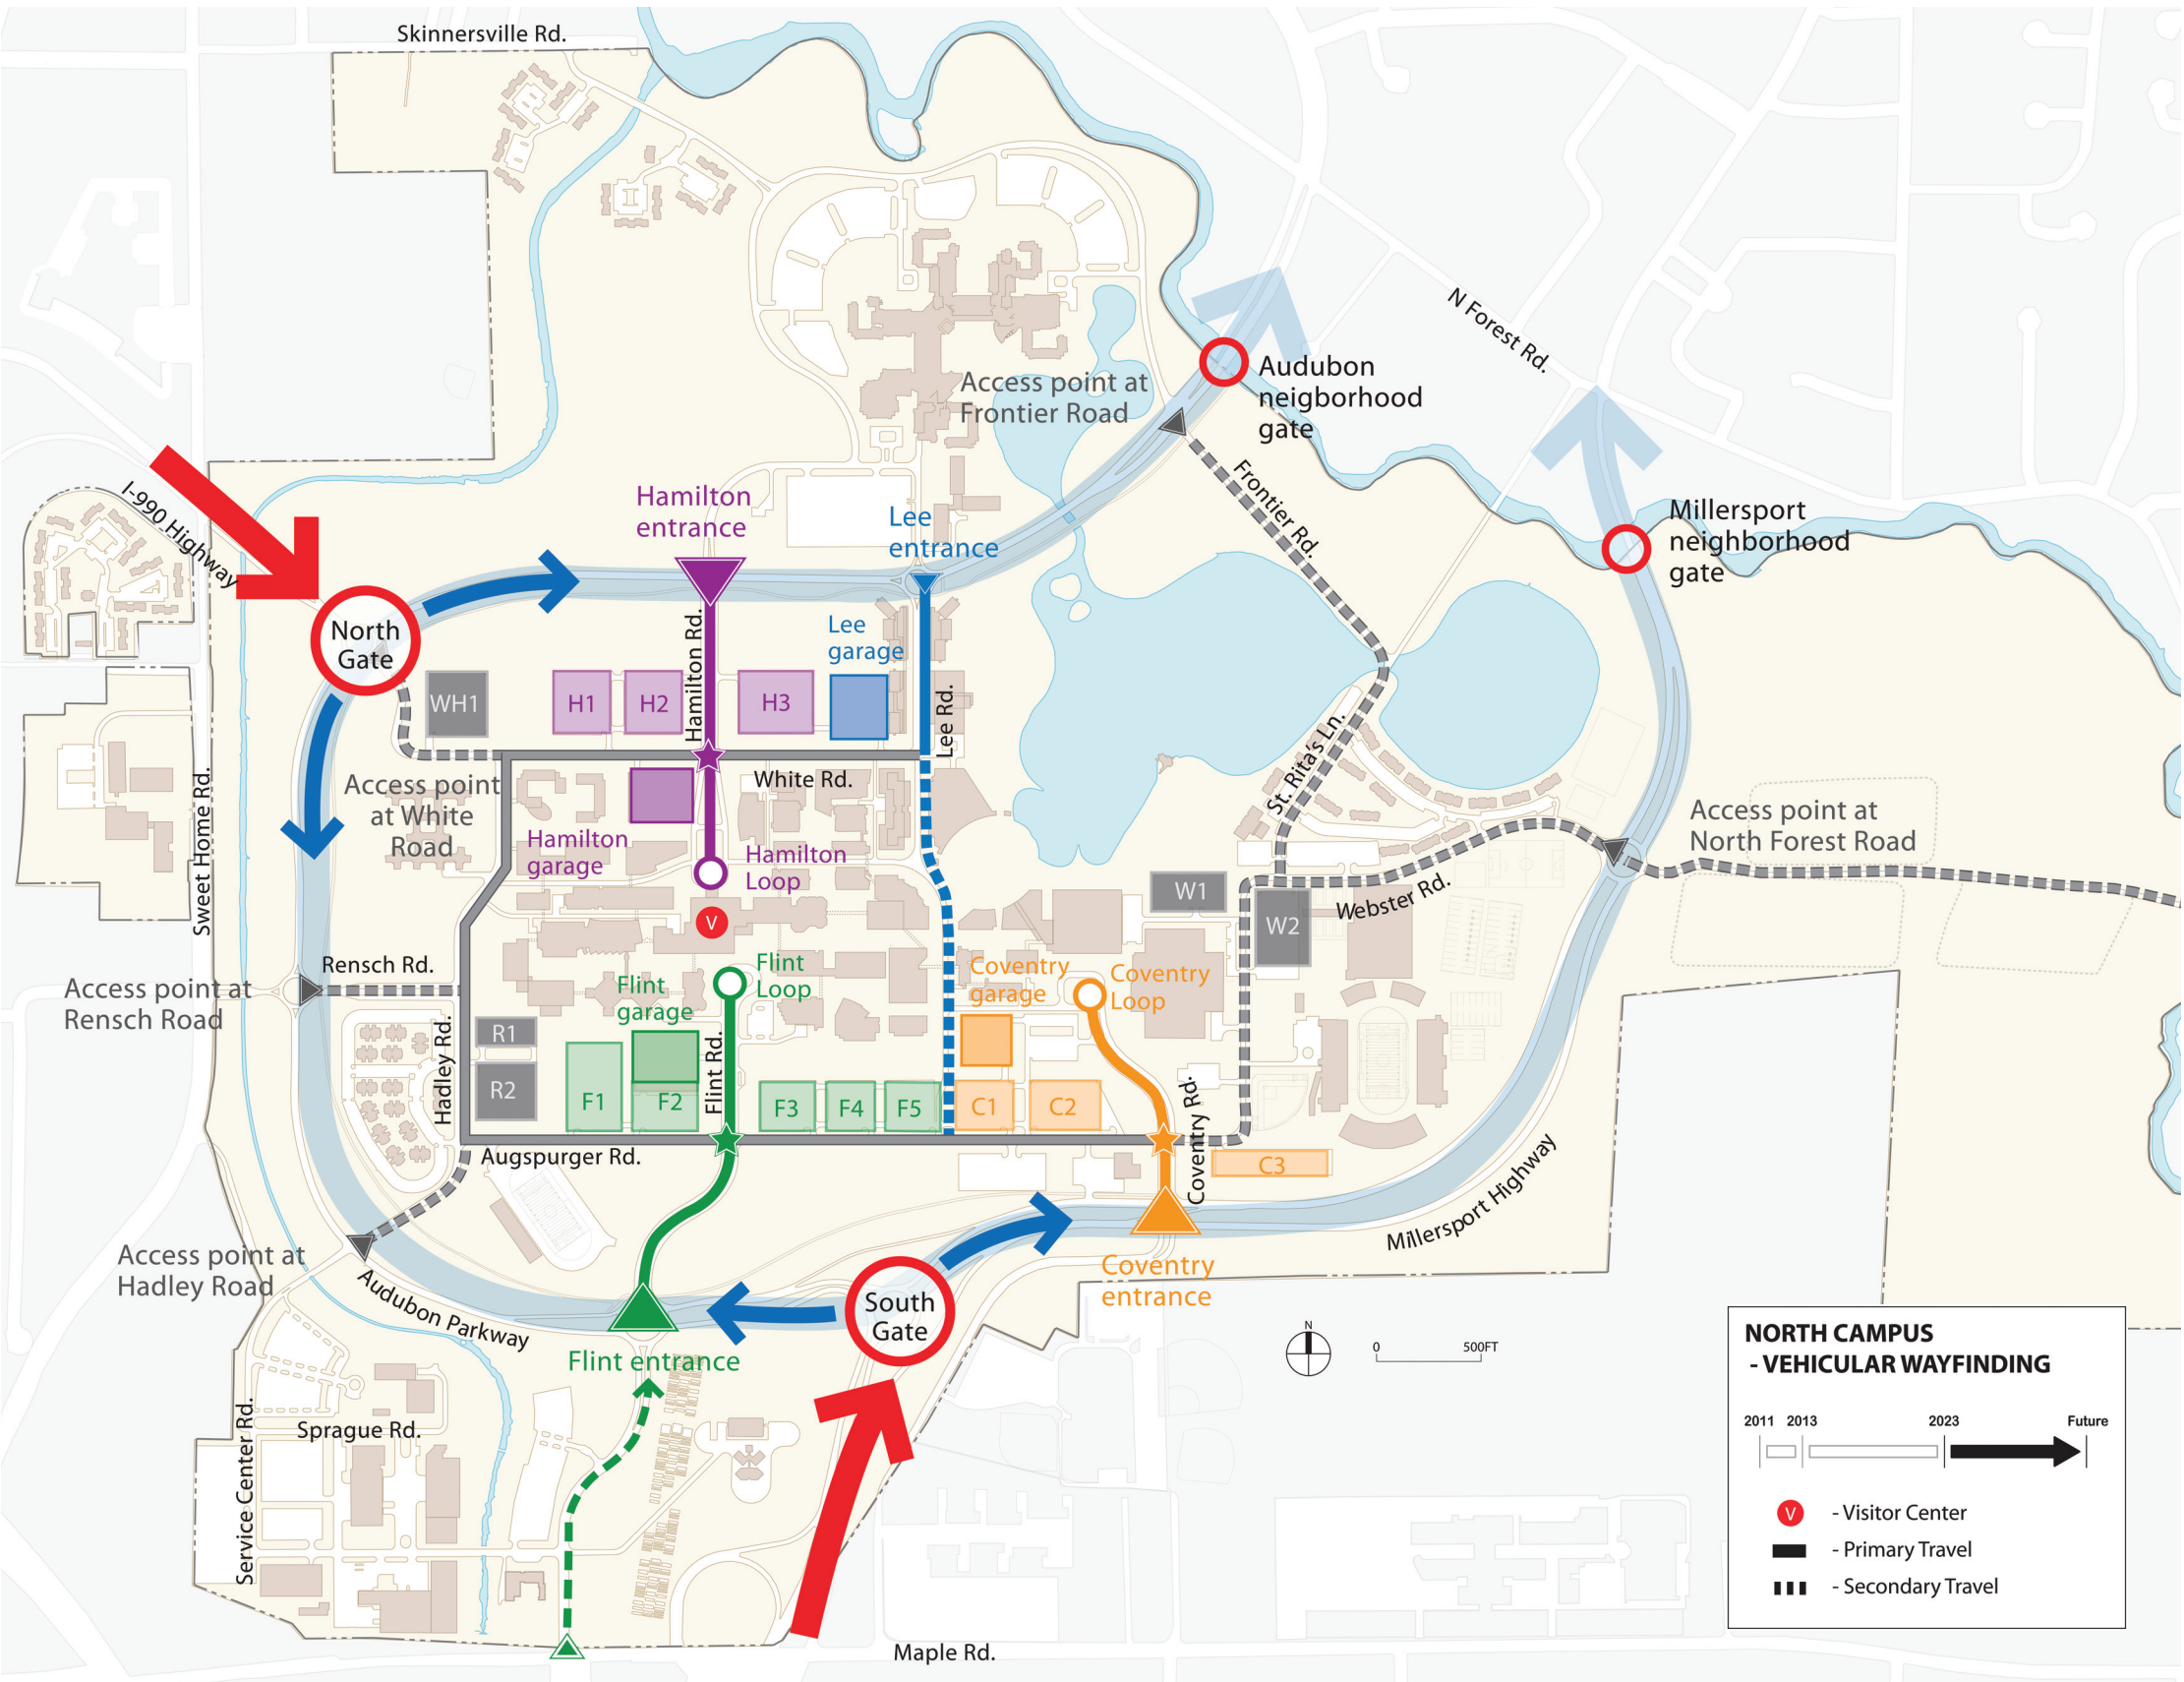 Skinnersville Rd.
N Forest Rd.
Audubon
neigborhood
gate
Access point at
Frontier Road
Frontier Rd.
Millersport
neighborhood
gate
I-990 Highway
Hamilton
entrance
Lee
entrance
North
Gate
Hamilton Rd.
Lee
garage
Lee Rd.
WH1
H1
H2
H3
White Rd.
Access point
at White
Road
Hamilton
garage
Hamilton
Loop
St. Rita's Ln.
Access point at
North Forest Road
Sweet Home Rd.
V
W1
W2
Webster Rd.
Rensch Rd.
Access point at
Rensch Road
Flint
Loop
Flint
garage
Coventry
garage
Coventry
Loop
Hadley Rd.
R1
R2
Flint Rd.
F1
F2
F3
F4
F5
C1
C2
Coventry Rd.
Augspurger Rd.
C3
Millersport Highway
Access point at
Hadley Road
Audubon Parkway
South
Gate
Coventry
entrance
Flint entrance
Service Center Rd.
Sprague Rd.
Maple Rd.
N
0
500FT
NORTH CAMPUS
- VEHICULAR WAYFINDING
2011 2013 2023 Future
V - Visitor Center
- Primary Travel
- Secondary Travel